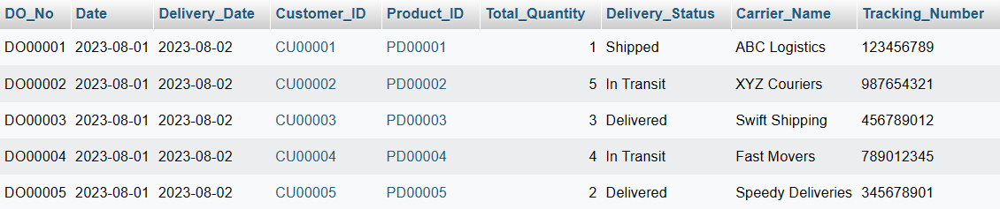 DO_No Date Delivery_Date Customer_ID Product_ID Total_Quantity Delivery_Status Carrier_Name Tracking_Number
DO00001 2023-08-01 2023-08-02 CU00001 PD00001 1 Shipped ABC Logistics 123456789
DO00002 2023-08-01 2023-08-02 CU00002 PD00002 5 In Transit XYZ Couriers 987654321
DO00003 2023-08-01 2023-08-02 CU00003 PD00003 3 Delivered Swift Shipping 456789012
DO00004 2023-08-01 2023-08-02 CU00004 PD00004 4 In Transit Fast Movers 789012345
DO00005 2023-08-01 2023-08-02 CU00005 PD00005 2 Delivered Speedy Deliveries 345678901